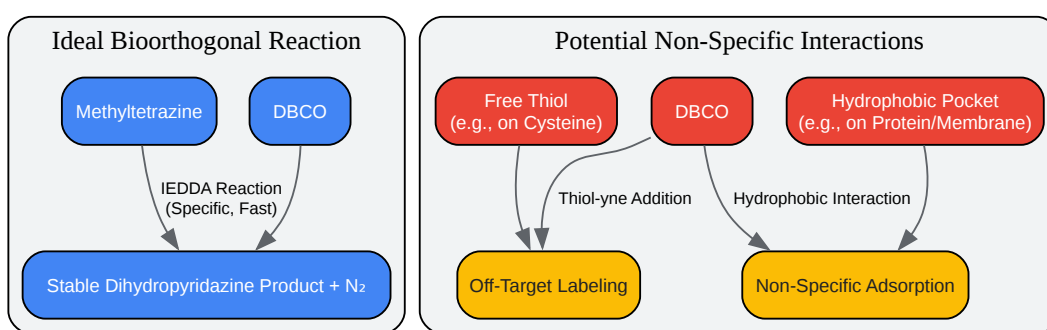 Ideal Bioorthogonal Reaction
Methyltetrazine
DBCO
IEDDA Reaction
(Specific, Fast)
Stable Dihydropyridazine Product + N₂
Potential Non-Specific Interactions
Free Thiol
(e.g., on Cysteine)
DBCO
Hydrophobic Pocket
(e.g., on Protein/Membrane)
Thiol-yne Addition
Hydrophobic Interaction
Off-Target Labeling
Non-Specific Adsorption